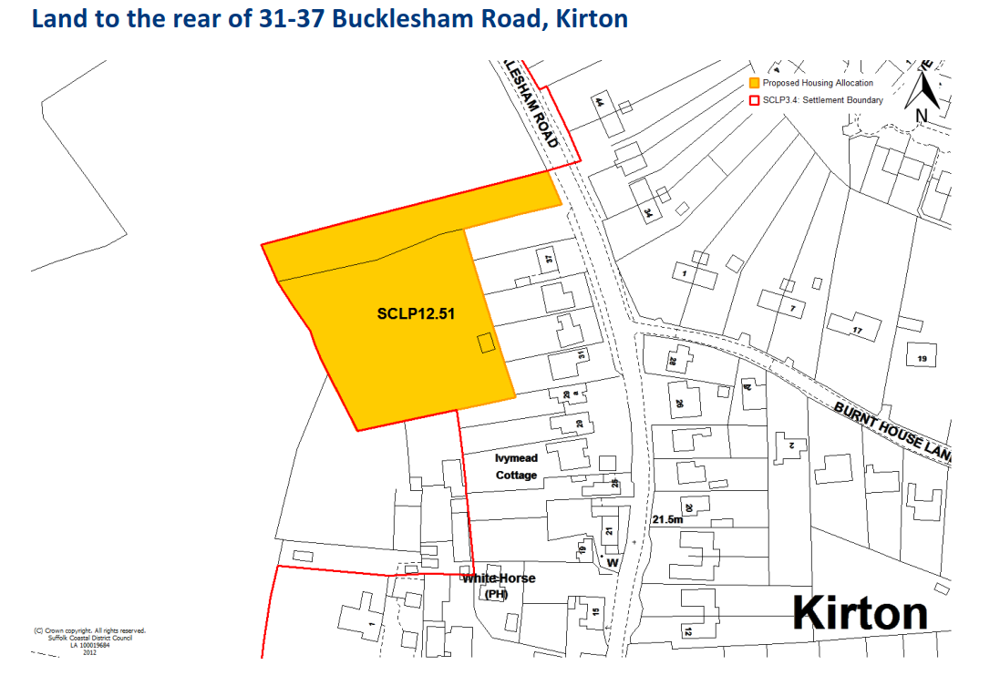 Land to the rear of 31-37 Bucklesham Road, Kirton
LESHAM ROAD
Proposed Housing Allocation
SCLP3.4: Settlement Boundary
N
44
34
37
1
7
17
19
SCLP12.51
31
28
29
a
26
BURNT HOUSE LAN
29
2
Ivymead
Cottage
25
20
21.5m
21
19
W
White Horse
(PH)
15
1
12
Kirton
(C) Crown copyright. All rights reserved.
Suffolk Coastal District Council
LA 100019684
2012